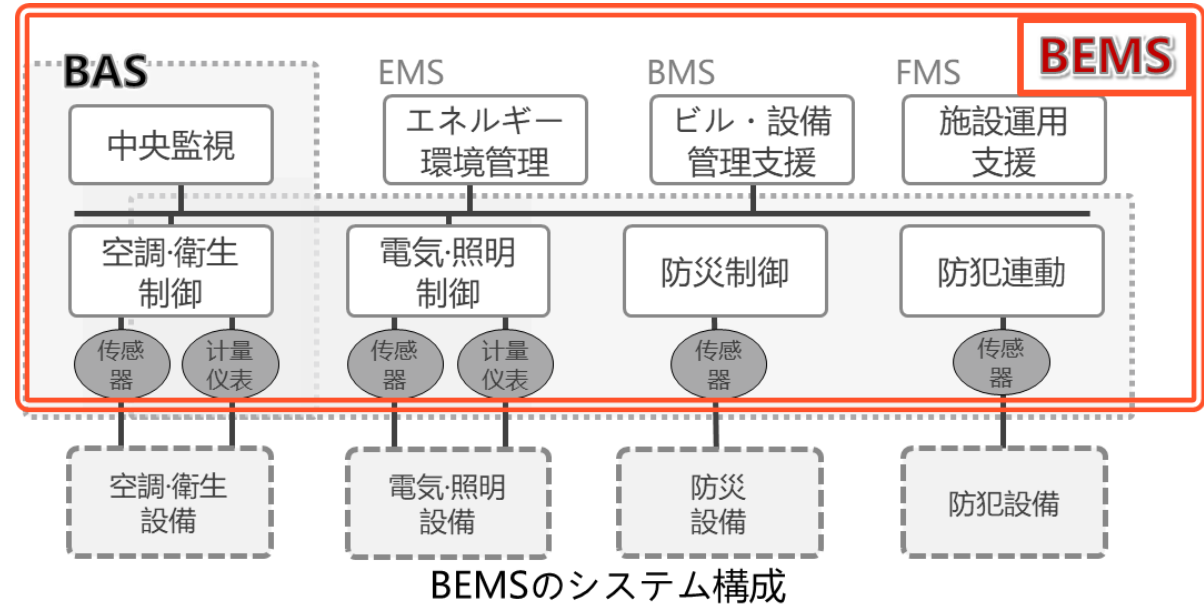 BEMS
BAS
EMS
BMS
FMS
中央監視
エネルギー
環境管理
ビル・設備
管理支援
施設運用
支援
空調·衛生
制御
電気·照明
制御
防災制御
防犯連動
传感
器
计量
仪表
传感
器
计量
仪表
传感
器
传感
器
空調·衛生
設備
電気·照明
設備
防災
設備
防犯設備
BEMSのシステム構成